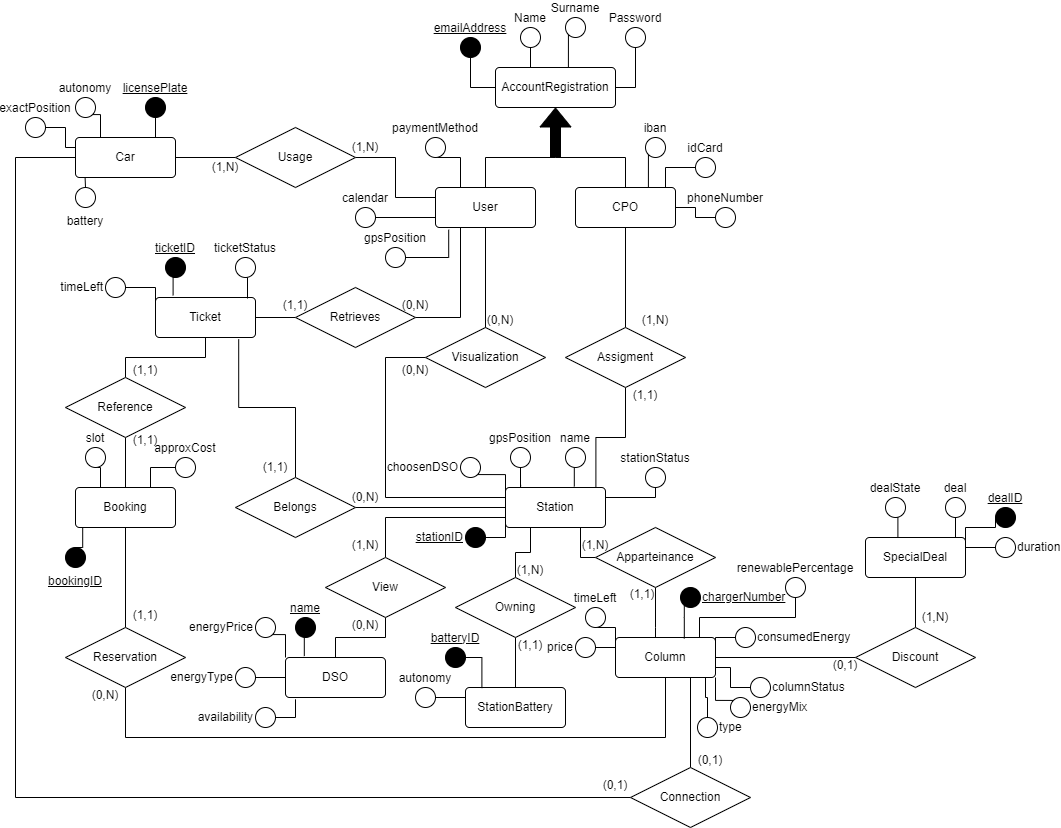 Surname
Name
Password
emailAddress
AccountRegistration
autonomy
licensePlate
exactPosition
Car
(1,N)
Usage
(1,N)
battery
paymentMethod
iban
idCard
calendar
User
CPO
phoneNumber
gpsPosition
ticketID
ticketStatus
timeLeft
Ticket
(1,1)
Retrieves
(0,N)
(0,N)
Visualization
(0,N)
(1,N)
Assigment
(1,1)
(1,1)
Reference
(1,1)
slot
approxCost
Booking
bookingID
(1,1)
Belongs
(0,N)
gpsPosition
name
choosenDSO
stationStatus
Station
stationID
dealState
deal
dealID
SpecialDeal
duration
(1,N)
View
(0,N)
(1,N)
Owning
(1,1)
(1,N)
Apparteinance
(1,1)
renewablePercentage
timeLeft
chargerNumber
consumedEnergy
price
Column
(0,1)
Discount
(1,N)
columnStatus
energyMix
type
(1,1)
Reservation
(0,N)
energyPrice
name
energyType
DSO
availability
batteryID
autonomy
StationBattery
(0,1)
(0,1)
Connection